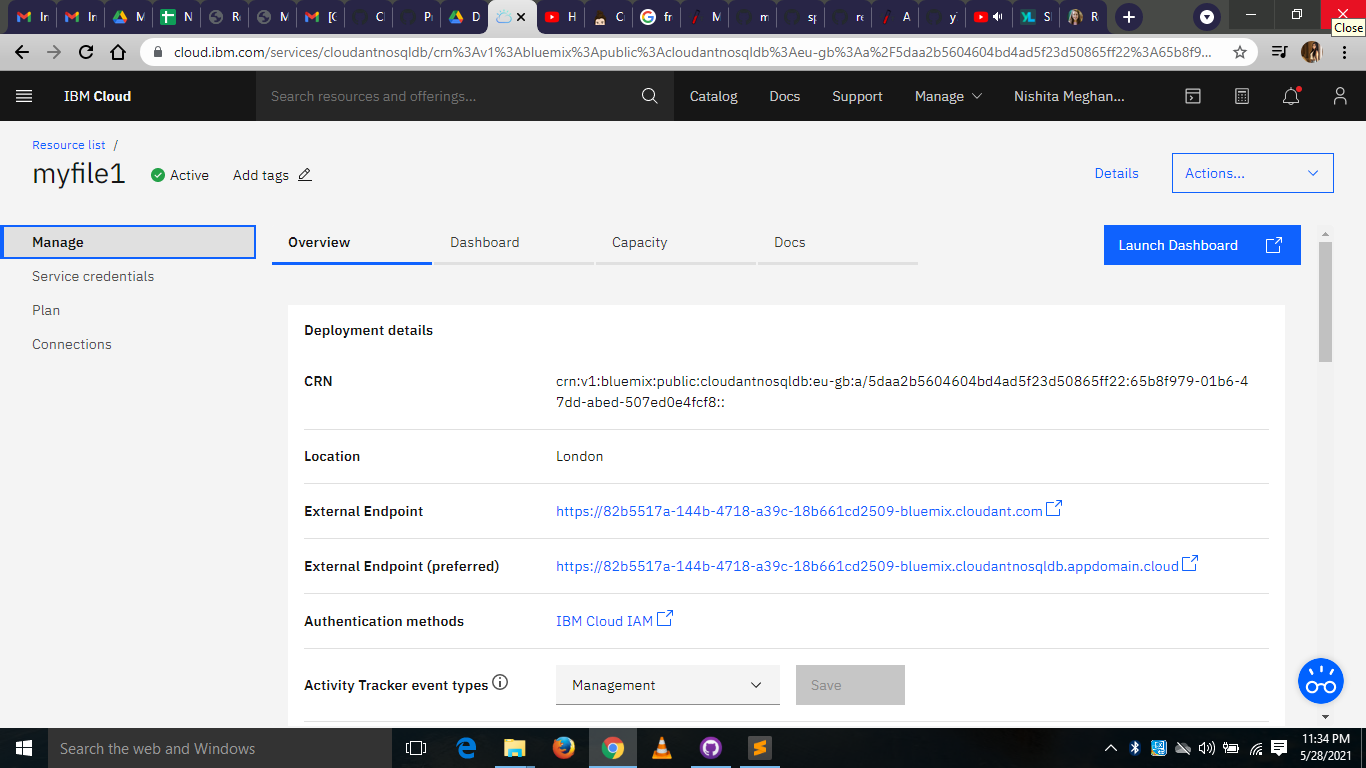 Ir
Ir
M
N
R
M
[C
C
P
D
H
C
fr
M
m
s
r
A
y
S
R
Close
cloud.ibm.com/services/cloudantnosqldb/crn%3Av1%3Abluemix%3Apublic%3Acloudantnosqldb%3Aeu-gb%3Aa%2F5daa2b5604604bd4ad5f23d50865ff22%3A65b8f9...
IBM Cloud
Search resources and offerings...
Catalog
Docs
Support
Manage
Nishita Meghan...
Resource list /
myfile1
Active
Add tags
Details
Actions...
Manage
Service credentials
Plan
Connections
Overview
Dashboard
Capacity
Docs
Launch Dashboard
Deployment details
CRN
crn:v1:bluemix:public:cloudantnosqldb:eu-gb:a/5daa2b5604604bd4ad5f23d50865ff22:65b8f979-01b6-4
7dd-abed-507ed0e4fcf8::
Location
London
External Endpoint
https://82b5517a-144b-4718-a39c-18b661cd2509-bluemix.cloudant.com
External Endpoint (preferred)
https://82b5517a-144b-4718-a39c-18b661cd2509-bluemix.cloudantnosqldb.appdomain.cloud
Authentication methods
IBM Cloud IAM
Activity Tracker event types
Management
Save
Search the web and Windows
11:34 PM
5/28/2021